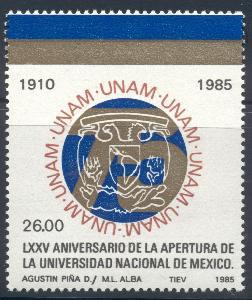 1910 1985
UNAM·UNAM·UNAM·UNAM·UNAM·UNAM·UNAM
26.00
LXXV ANIVERSARIO DE LA APERTURA DE
LA UNIVERSIDAD NACIONAL DE MEXICO.
AGUSTIN PIÑA D./ M.L. ALBA TIEV 1985